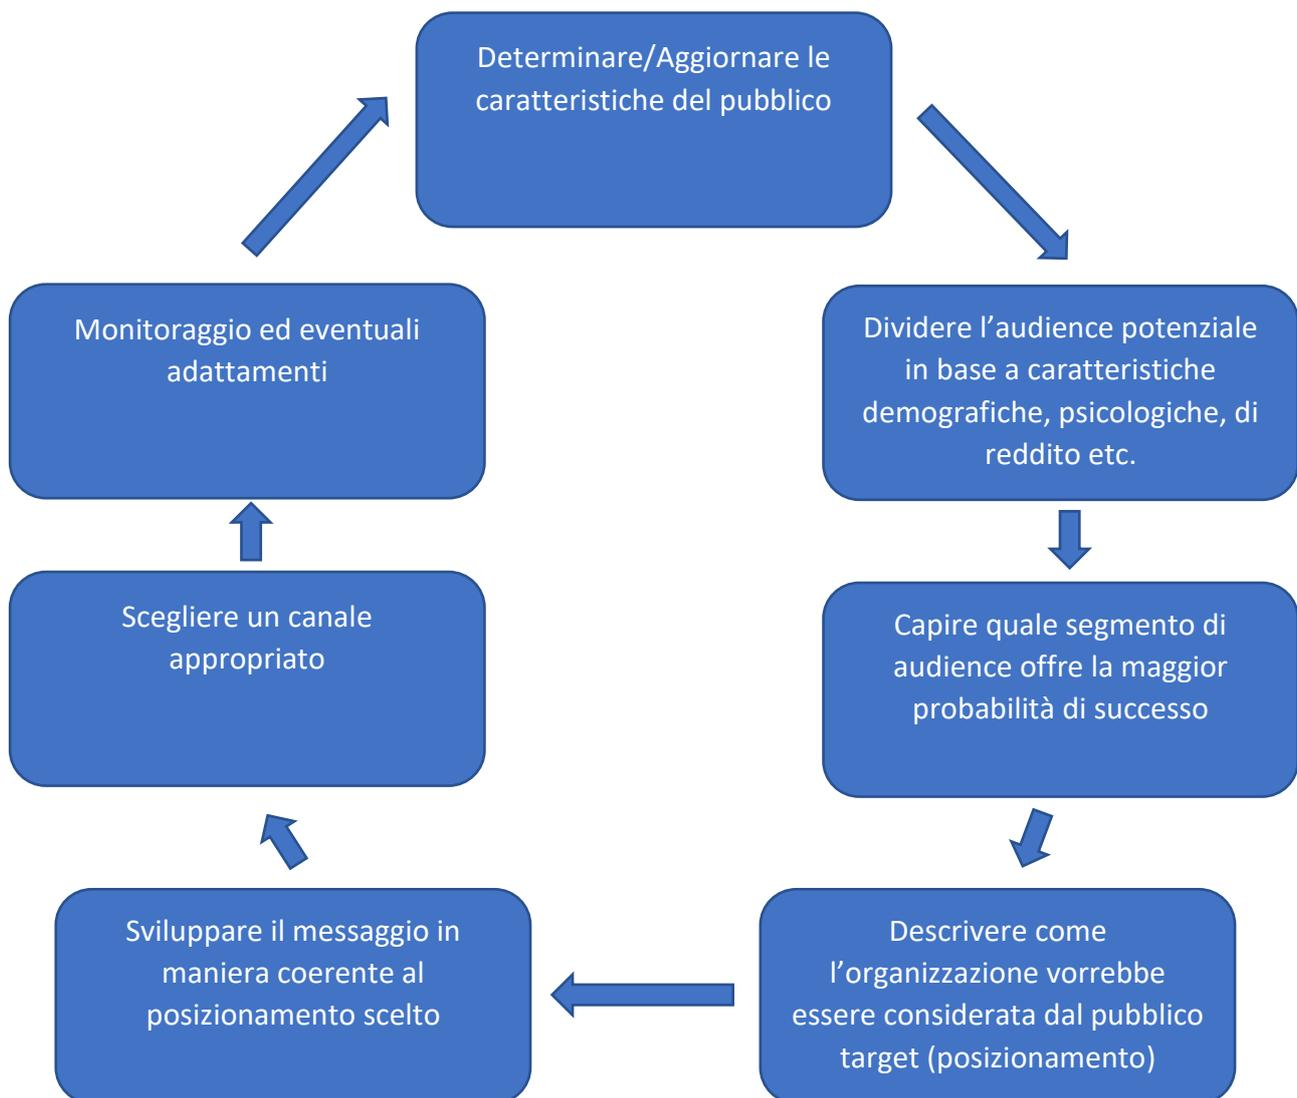 Determinare/Aggiornare le
caratteristiche del pubblico
Dividere l’audience potenziale
in base a caratteristiche
demografiche, psicologiche, di
reddito etc.
Capire quale segmento di
audience offre la maggior
probabilità di successo
Descrivere come
l’organizzazione vorrebbe
essere considerata dal pubblico
target (posizionamento)
Sviluppare il messaggio in
maniera coerente al
posizionamento scelto
Scegliere un canale
appropriato
Monitoraggio ed eventuali
adattamenti